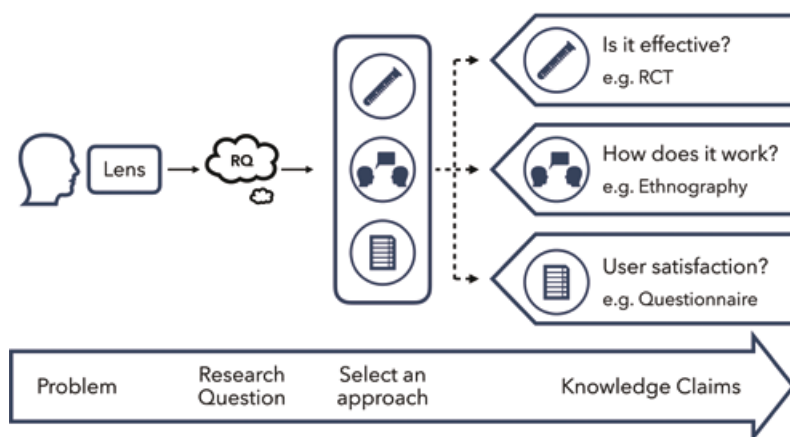 Is it effective?
e.g. RCT
Lens
RQ
How does it work?
e.g. Ethnography
User satisfaction?
e.g. Questionnaire
Problem
Research
Question
Select an
approach
Knowledge Claims